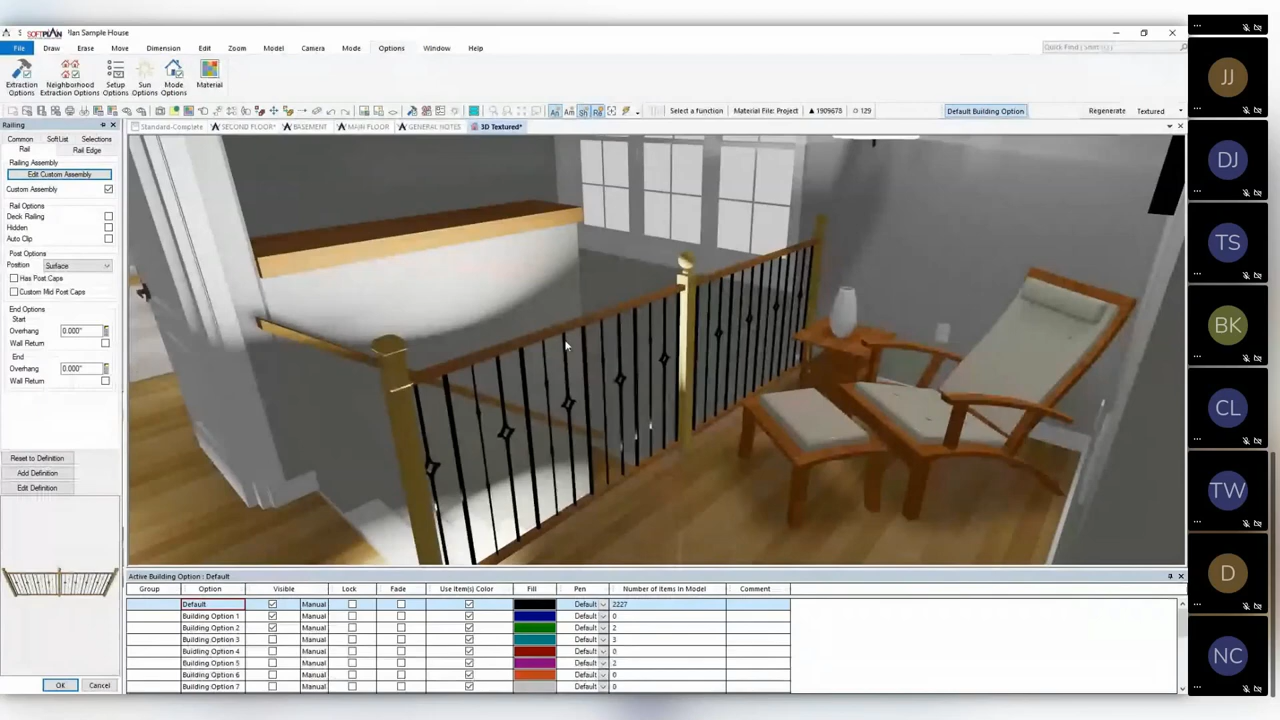 SOFTPLAN
Plan Sample House
File Draw Erase Move Dimension Edit Zoom Model Camera Mode Options Window Help
Quick Find (Shift+S)
Extraction Options
Neighborhood Extraction Options
Setup Options
Sun Options
Mode Options
Material
Select a function
Material File: Project
1909675
129
Default Building Option
Regenerate
Textured
Railing
Standard-Complete SECOND FLOOR* BASEMENT MAIN FLOOR GENERAL NOTES 3D Textured*
Common SoftList Selections
Rail Rail Edge
Railing Assembly
Edit Custom Assembly
Custom Assembly
Rail Options
Deck Railing
Hidden
Auto Clip
Post Options
Position Surface
Has Post Caps
Custom Mid Post Caps
End Options
Start
Overhang 0.000"
Wall Return
End
Overhang 0.000"
Wall Return
Reset to Definition
Add Definition
Edit Definition
OK Cancel
Active Building Option : Default
Group Option Visible Lock Fade Use Item(s) Color Fill Pen Number of Items In Model Comment
Default Manual Default 2227
Building Option 1 Manual Default 0
Building Option 2 Manual Default 2
Building Option 3 Manual Default 3
Building Option 4 Manual Default 0
Building Option 5 Manual Default 2
Building Option 6 Manual Default 0
Building Option 7 Manual Default 0
JJ
DJ
TS
BK
CL
TW
D
NC